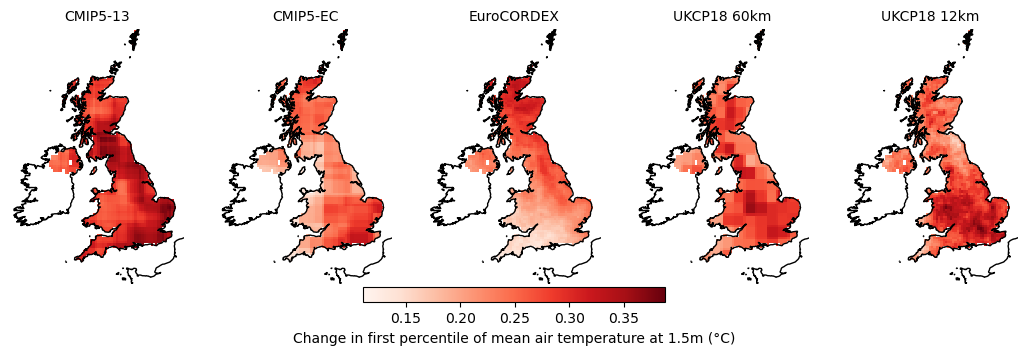 CMIP5-13 CMIP5-EC EuroCORDEX UKCP18 60km UKCP18 12km
0.15 0.20 0.25 0.30 0.35
Change in first percentile of mean air temperature at 1.5m (°C)